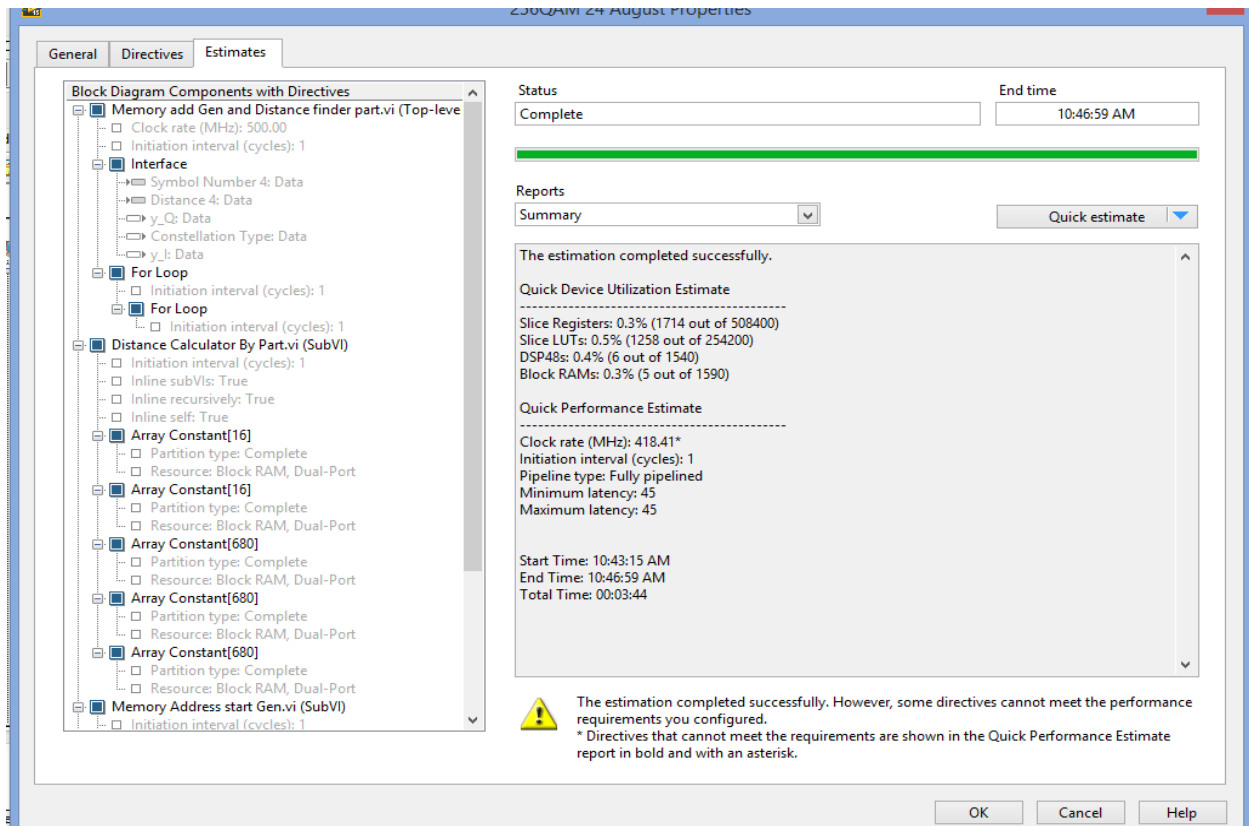 256QAM 24 August Properties
General
Directives
Estimates
Block Diagram Components with Directives
Memory add Gen and Distance finder part.vi (Top-leve
Clock rate (MHz): 500.00
Initiation interval (cycles): 1
Interface
Symbol Number 4: Data
Distance 4: Data
y_Q: Data
Constellation Type: Data
y_I: Data
For Loop
Initiation interval (cycles): 1
For Loop
Initiation interval (cycles): 1
Distance Calculator By Part.vi (SubVI)
Initiation interval (cycles): 1
Inline subVIs: True
Inline recursively: True
Inline self: True
Array Constant[16]
Partition type: Complete
Resource: Block RAM, Dual-Port
Array Constant[16]
Partition type: Complete
Resource: Block RAM, Dual-Port
Array Constant[680]
Partition type: Complete
Resource: Block RAM, Dual-Port
Array Constant[680]
Partition type: Complete
Resource: Block RAM, Dual-Port
Array Constant[680]
Partition type: Complete
Resource: Block RAM, Dual-Port
Memory Address start Gen.vi (SubVI)
Initiation interval (cycles): 1
Status
End time
Complete
10:46:59 AM
Reports
Summary
Quick estimate
The estimation completed successfully.
Quick Device Utilization Estimate
---------------------------------------------
Slice Registers: 0.3% (1714 out of 508400)
Slice LUTs: 0.5% (1258 out of 254200)
DSP48s: 0.4% (6 out of 1540)
Block RAMs: 0.3% (5 out of 1590)
Quick Performance Estimate
---------------------------------------------
Clock rate (MHz): 418.41*
Initiation interval (cycles): 1
Pipeline type: Fully pipelined
Minimum latency: 45
Maximum latency: 45
Start Time: 10:43:15 AM
End Time: 10:46:59 AM
Total Time: 00:03:44
The estimation completed successfully. However, some directives cannot meet the performance
requirements you configured.
* Directives that cannot meet the requirements are shown in the Quick Performance Estimate
report in bold and with an asterisk.
OK
Cancel
Help